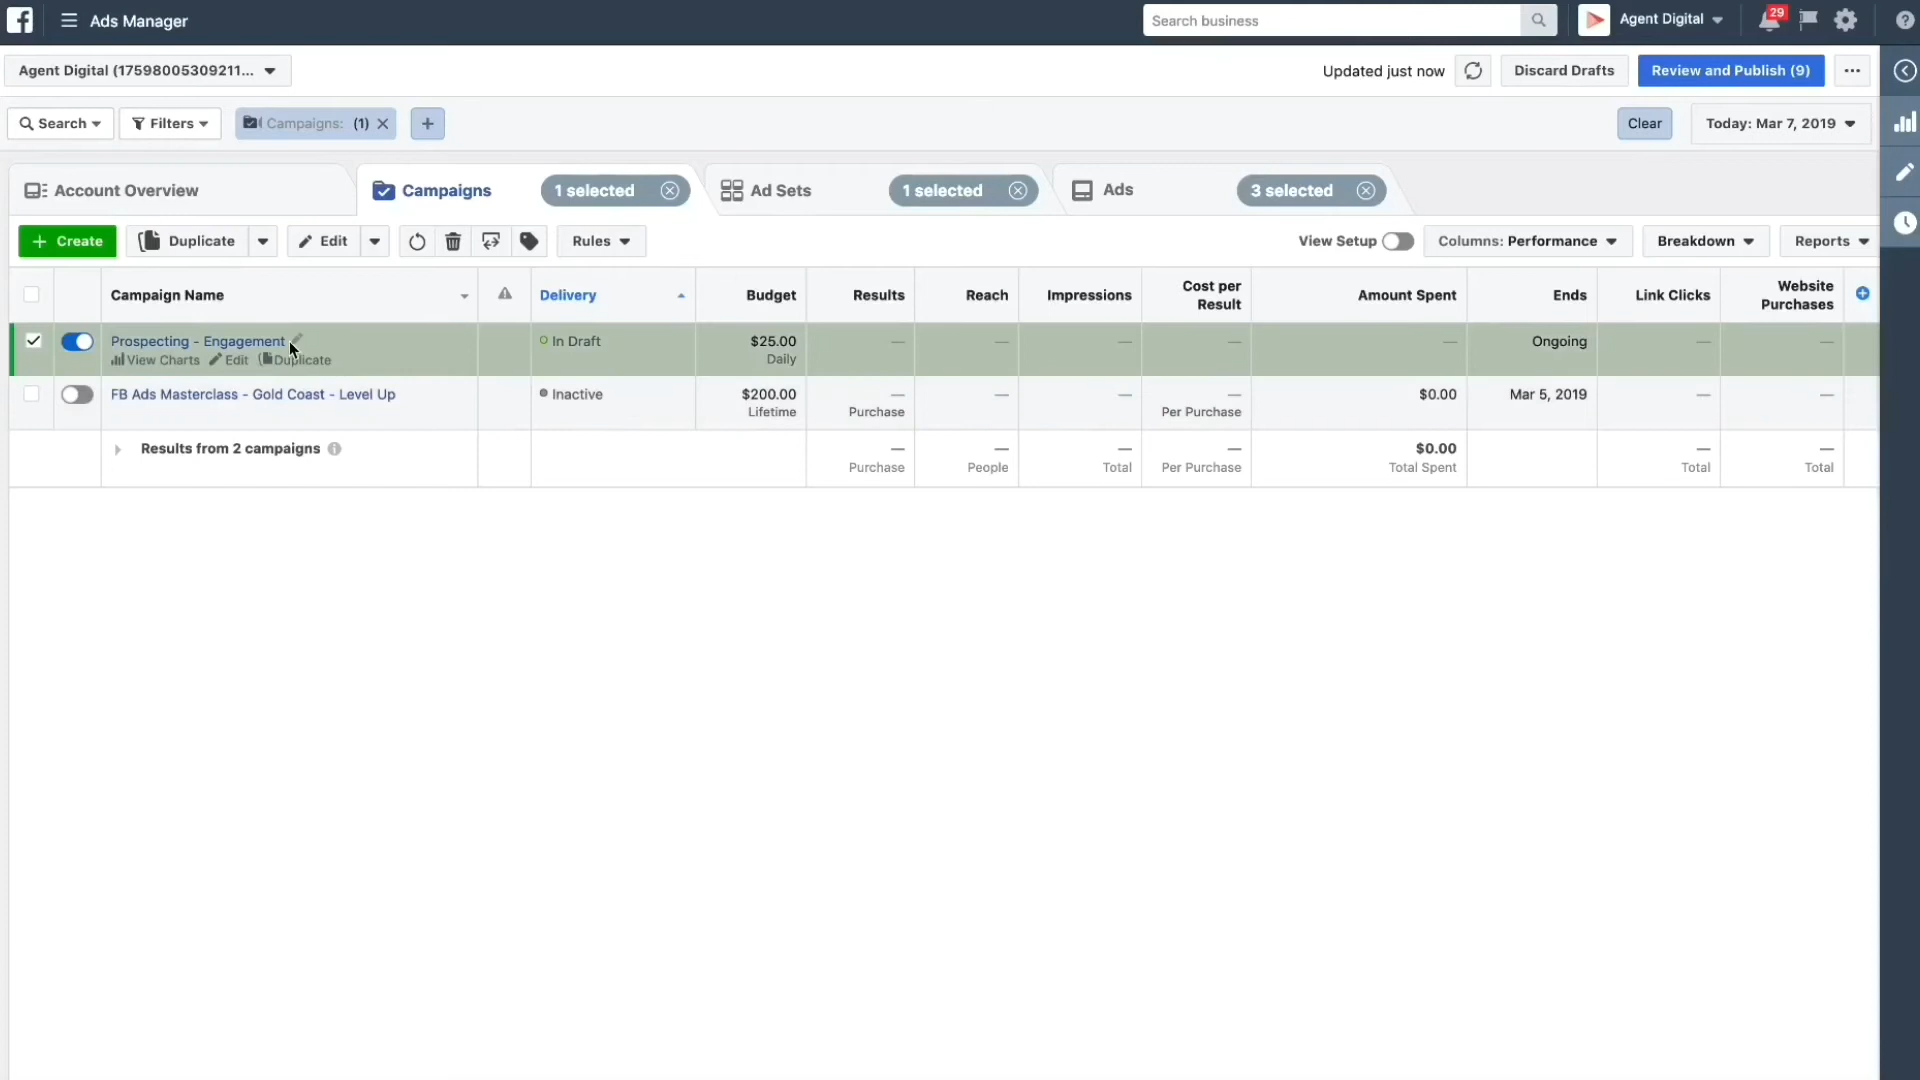 Ads Manager
Search business
Agent Digital
29
Agent Digital (17598005309211...
Updated just now
Discard Drafts
Review and Publish (9)
Search
Filters
Campaigns: (1)
Clear
Today: Mar 7, 2019
Account Overview
Campaigns
1 selected
Ad Sets
1 selected
Ads
3 selected
+ Create
Duplicate
Edit
Rules
View Setup
Columns: Performance
Breakdown
Reports
Campaign Name
Delivery
Budget
Results
Reach
Impressions
Cost per
Result
Amount Spent
Ends
Link Clicks
Website
Purchases
Prospecting - Engagement
In Draft
$25.00
—
—
—
—
—
Ongoing
—
—
View Charts
Edit
Duplicate
Daily
FB Ads Masterclass - Gold Coast - Level Up
Inactive
$200.00
—
—
—
—
$0.00
Mar 5, 2019
—
—
Lifetime
Purchase
Per Purchase
Results from 2 campaigns
—
—
—
—
$0.00
—
—
Purchase
People
Total
Per Purchase
Total Spent
Total
Total